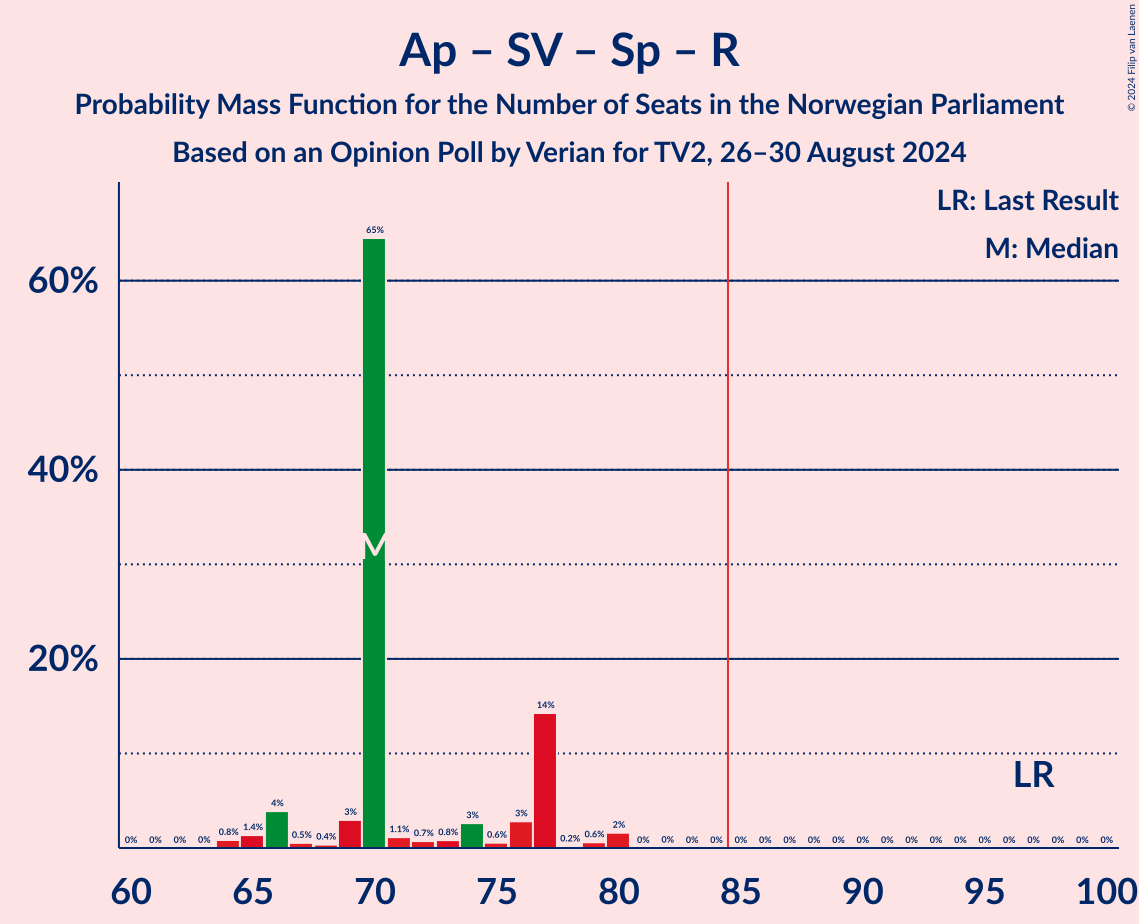 Ap – SV – Sp – R
Probability Mass Function for the Number of Seats in the Norwegian Parliament
Based on an Opinion Poll by Verian for TV2, 26–30 August 2024
© 2024 Filip van Laenen
LR: Last Result
M: Median
60%
40%
20%
0% 0% 0% 0% 0.8% 1.4% 4% 0.5% 0.4% 3% 65% 1.1% 0.7% 0.8% 3% 0.6% 3% 14% 0.2% 0.6% 2% 0% 0% 0% 0% 0% 0% 0% 0% 0% 0% 0% 0% 0% 0% 0% 0% 0% 0% 0% 0%
M
LR
60 65 70 75 80 85 90 95 100